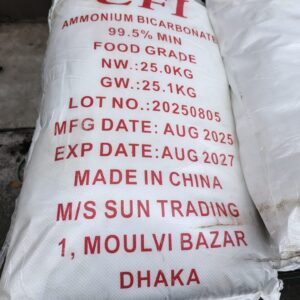 CFI
AMMONIUM BICARBONATE
99.5% MIN
FOOD GRADE
NW.:25.0KG
GW.:25.1KG
LOT NO.:20250805
MFG DATE: AUG 2025
EXP DATE: AUG 2027
MADE IN CHINA
M/S SUN TRADING
1, MOULVI BAZAR
DHAKA